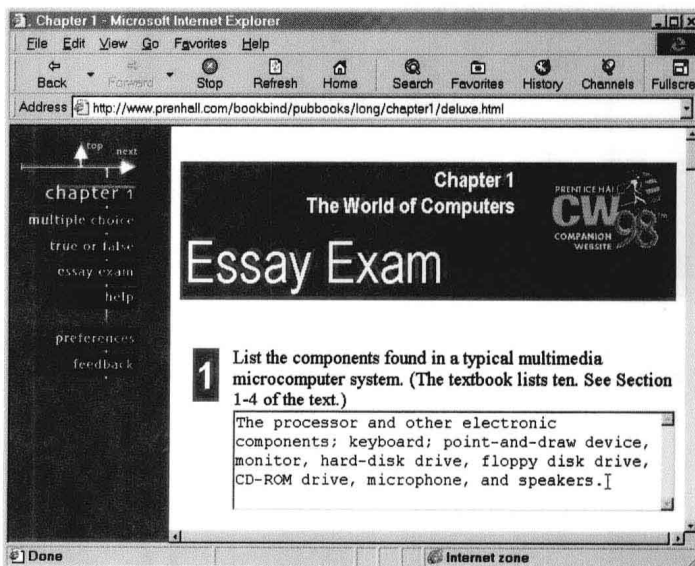 Chapter 1 - Microsoft Internet Explorer
File Edit View Go Favorites Help
Back Forward Stop Refresh Home Search Favorites History Channels Fullscre
Address http://www.prenhall.com/bookbind/pubbooks/long/chapter1/deluxe.html
top next
1
chapter 1
multiple choice
true or false
essay exam
help
preferences
feedback
Chapter 1
The World of Computers
Essay Exam
PRENTICE HALL
CW 98
COMPANION
WEBSITE
1
List the components found in a typical multimedia
microcomputer system. (The textbook lists ten. See Section
1-4 of the text.)
The processor and other electronic
components; keyboard; point-and-draw device,
monitor, hard-disk drive, floppy disk drive,
CD-ROM drive, microphone, and speakers.
Done Internet zone